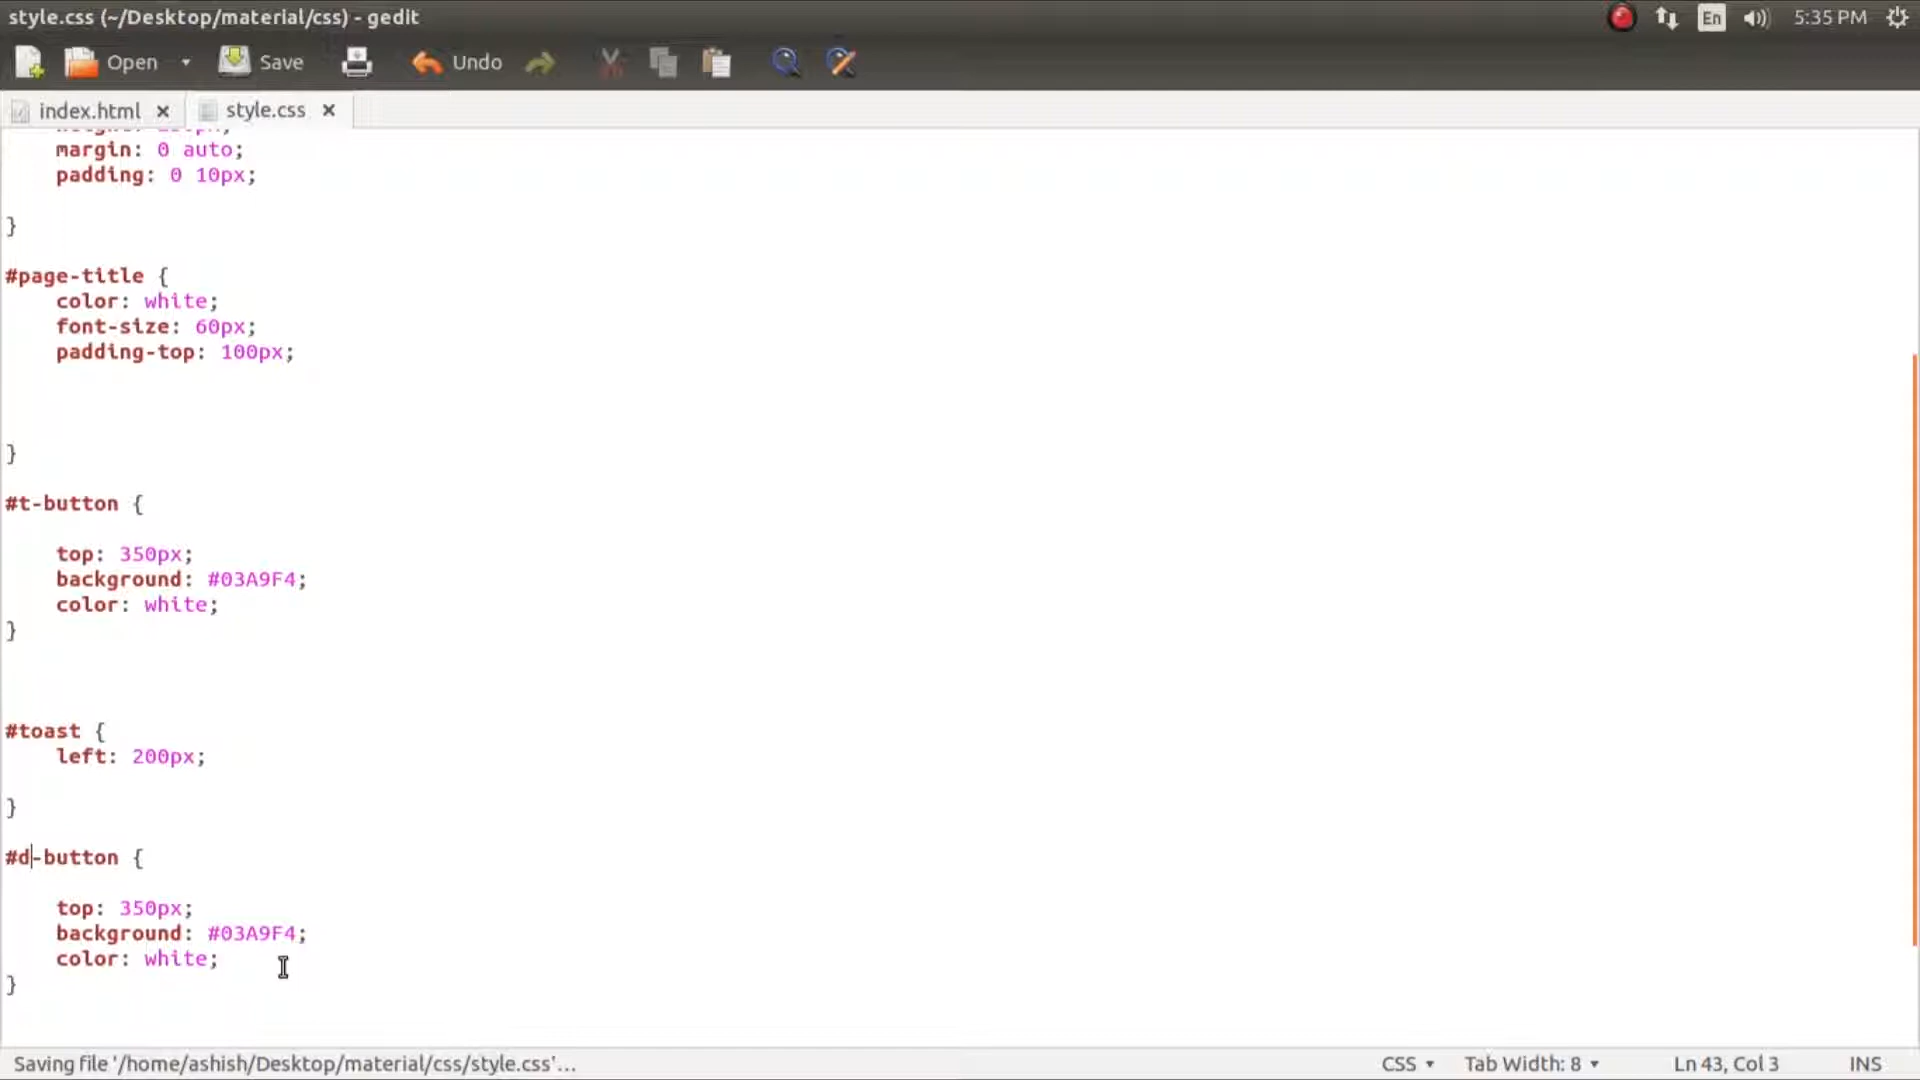 style.css (~/Desktop/material/css) - gedit
En 5:35 PM
Open Save Undo
index.html style.css
margin: 0 auto;
padding: 0 10px;
}
#page-title {
color: white;
font-size: 60px;
padding-top: 100px;
}
#t-button {
top: 350px;
background: #03A9F4;
color: white;
}
#toast {
left: 200px;
}
#d-button {
top: 350px;
background: #03A9F4;
color: white;
}
Saving file '/home/ashish/Desktop/material/css/style.css'... CSS Tab Width: 8 Ln 43, Col 3 INS